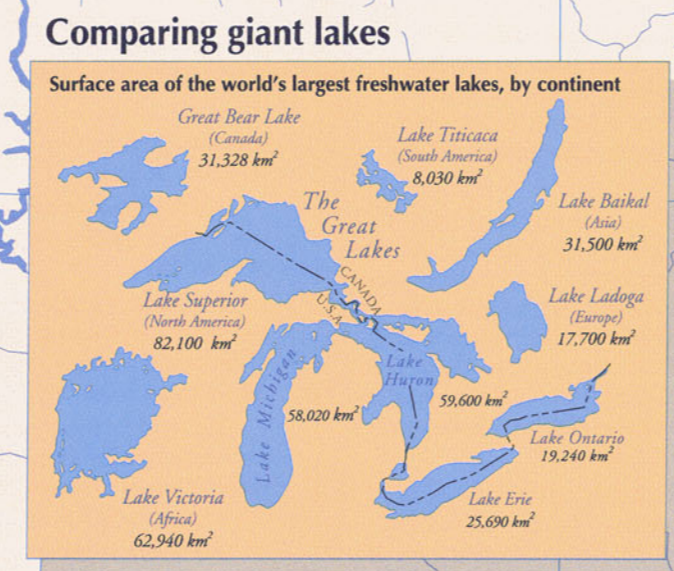 Comparing giant lakes
Surface area of the world's largest freshwater lakes, by continent
Great Bear Lake
(Canada)
31,328 km²
Lake Titicaca
(South America)
8,030 km²
Lake Baikal
(Asia)
31,500 km²
The
Great
Lakes
CANADA
U.S.A
Lake Superior
(North America)
82,100 km²
Lake Ladoga
(Europe)
17,700 km²
Lake Michigan
58,020 km²
Lake
Huron
59,600 km²
Lake Ontario
19,240 km²
Lake Victoria
(Africa)
62,940 km²
Lake Erie
25,690 km²